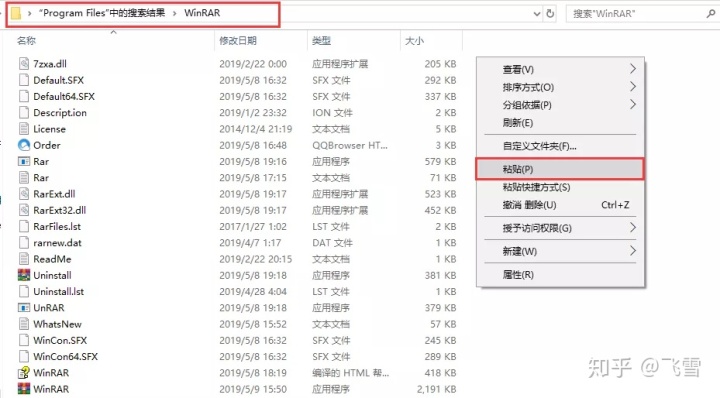 “Program Files”中的搜索结果 › WinRAR
搜索"WinRAR"
名称 修改日期 类型 大小
7zxa.dll 2019/2/22 0:00 应用程序扩展 205 KB
Default.SFX 2019/5/8 16:32 SFX 文件 292 KB
Default64.SFX 2019/5/8 16:32 SFX 文件 337 KB
Descript.ion 2019/1/2 23:32 ION 文件 2 KB
License 2014/12/4 21:19 文本文档 5 KB
Order 2019/5/8 16:48 QQBrowser HT... 3 KB
Rar 2019/5/8 19:16 应用程序 579 KB
Rar 2019/5/8 17:15 文本文档 71 KB
RarExt.dll 2019/5/8 19:17 应用程序扩展 523 KB
RarExt32.dll 2019/5/8 19:17 应用程序扩展 452 KB
RarFiles.lst 2017/1/27 1:02 LST 文件 2 KB
rarnew.dat 2019/4/7 1:17 DAT 文件 1 KB
ReadMe 2019/2/22 20:15 文本文档 2 KB
Uninstall 2019/5/8 19:18 应用程序 381 KB
Uninstall.lst 2019/4/28 4:04 LST 文件 1 KB
UnRAR 2019/5/8 19:18 应用程序 379 KB
WhatsNew 2019/5/8 15:52 文本文档 57 KB
WinCon.SFX 2019/5/8 16:32 SFX 文件 245 KB
WinCon64.SFX 2019/5/8 16:32 SFX 文件 289 KB
WinRAR 2019/5/8 18:19 编译的 HTML 帮... 418 KB
WinRAR 2019/5/9 15:50 应用程序 2,191 KB
查看(V)
排序方式(O)
分组依据(P)
刷新(E)
自定义文件夹(F)...
粘贴(P)
粘贴快捷方式(S)
撤消 删除(U) Ctrl+Z
授予访问权限(G)
新建(W)
属性(R)
知乎 @飞雪